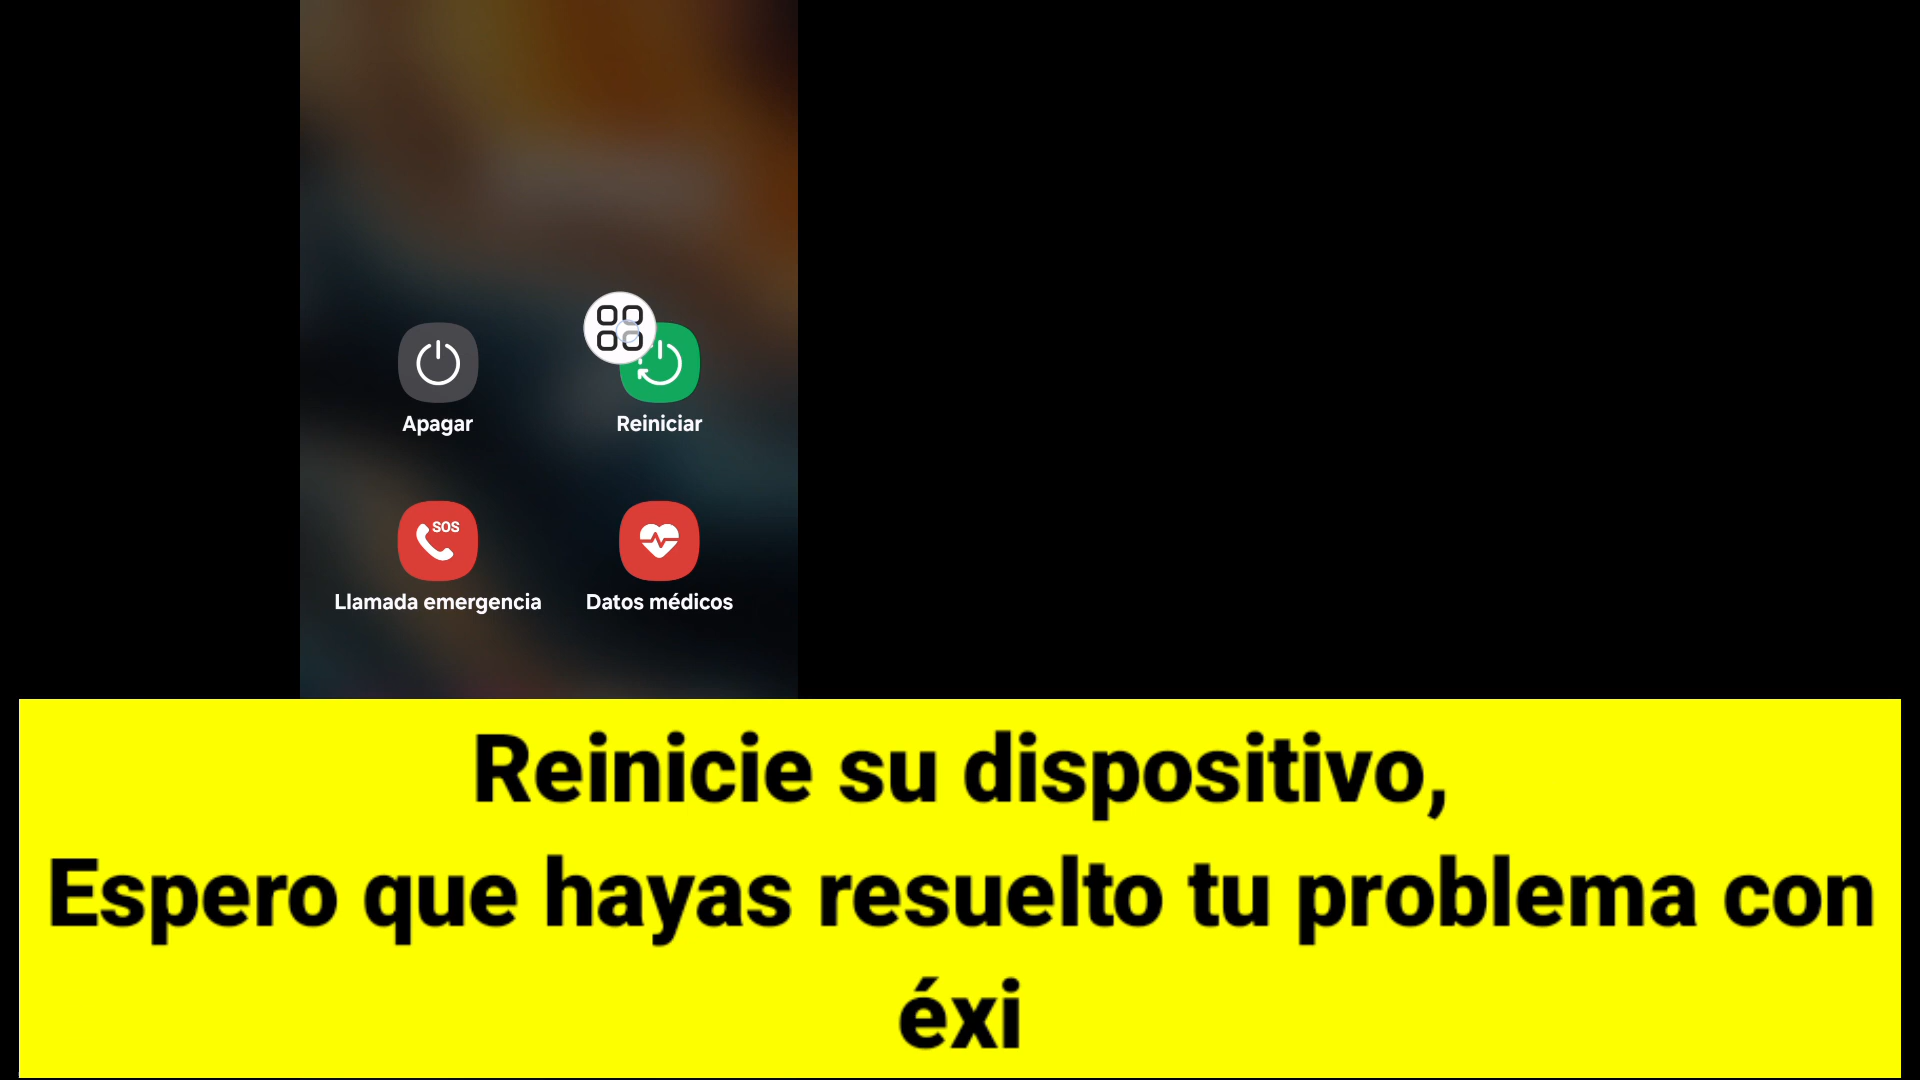 Apagar
Reiniciar
SOS
Llamada emergencia
Datos médicos
Reinicie su dispositivo,
Espero que hayas resuelto tu problema con
éxi